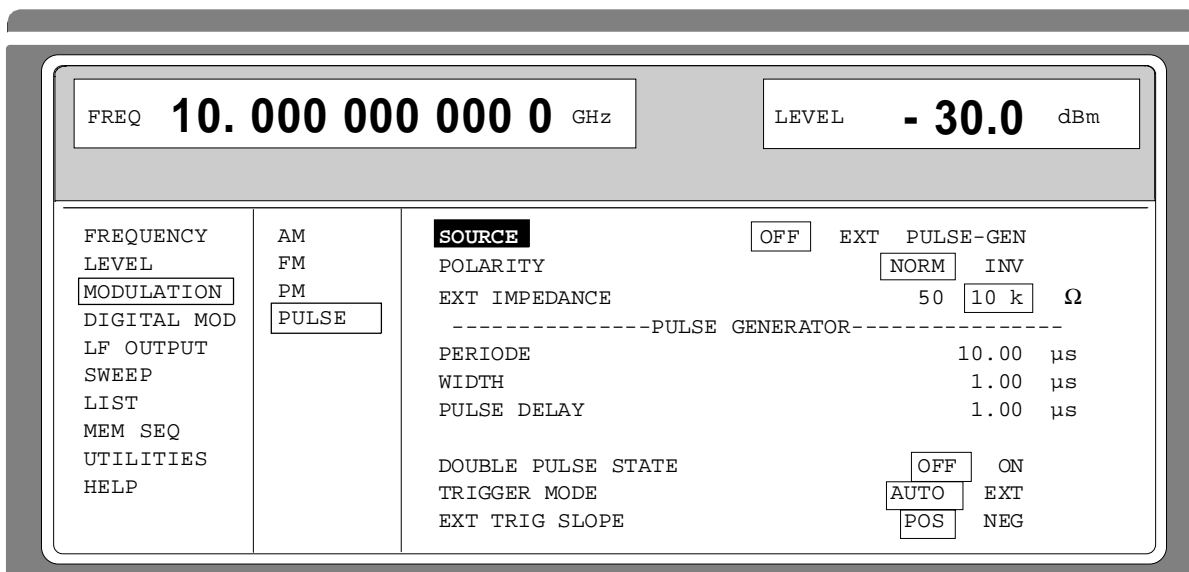 FREQ 10. 000 000 000 0 GHz LEVEL - 30.0 dBm
FREQUENCY AM SOURCE OFF EXT PULSE-GEN
LEVEL FM POLARITY NORM INV
MODULATION PM EXT IMPEDANCE 50 10 k Ω
DIGITAL MOD PULSE ---------------PULSE GENERATOR----------------
LF OUTPUT PERIODE 10.00 µs
SWEEP WIDTH 1.00 µs
LIST PULSE DELAY 1.00 µs
MEM SEQ
UTILITIES DOUBLE PULSE STATE OFF ON
HELP TRIGGER MODE AUTO EXT
EXT TRIG SLOPE POS NEG